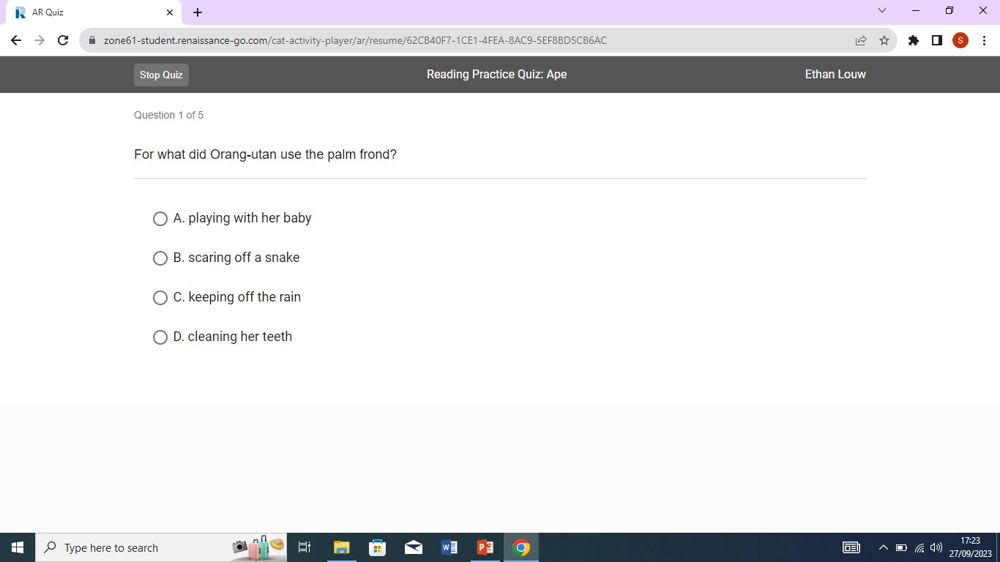 AR Quiz
zone61-student.renaissance-go.com/cat-activity-player/ar/resume/62CB40F7-1CE1-4FEA-8AC9-5EF8BD5CB6AC
S
Stop Quiz
Reading Practice Quiz: Ape
Ethan Louw
Question 1 of 5
For what did Orang-utan use the palm frond?
A. playing with her baby
B. scaring off a snake
C. keeping off the rain
D. cleaning her teeth
Type here to search
17:23
27/09/2023